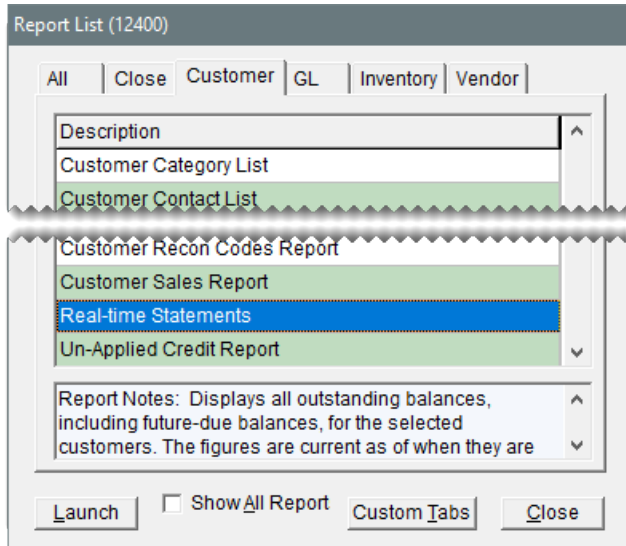 Report List (12400)
All Close Customer GL Inventory Vendor
Description
Customer Category List
Customer Contact List
Customer Recon Codes Report
Customer Sales Report
Real-time Statements
Un-Applied Credit Report
Report Notes: Displays all outstanding balances,
including future-due balances, for the selected
customers. The figures are current as of when they are
Launch Show All Report Custom Tabs Close